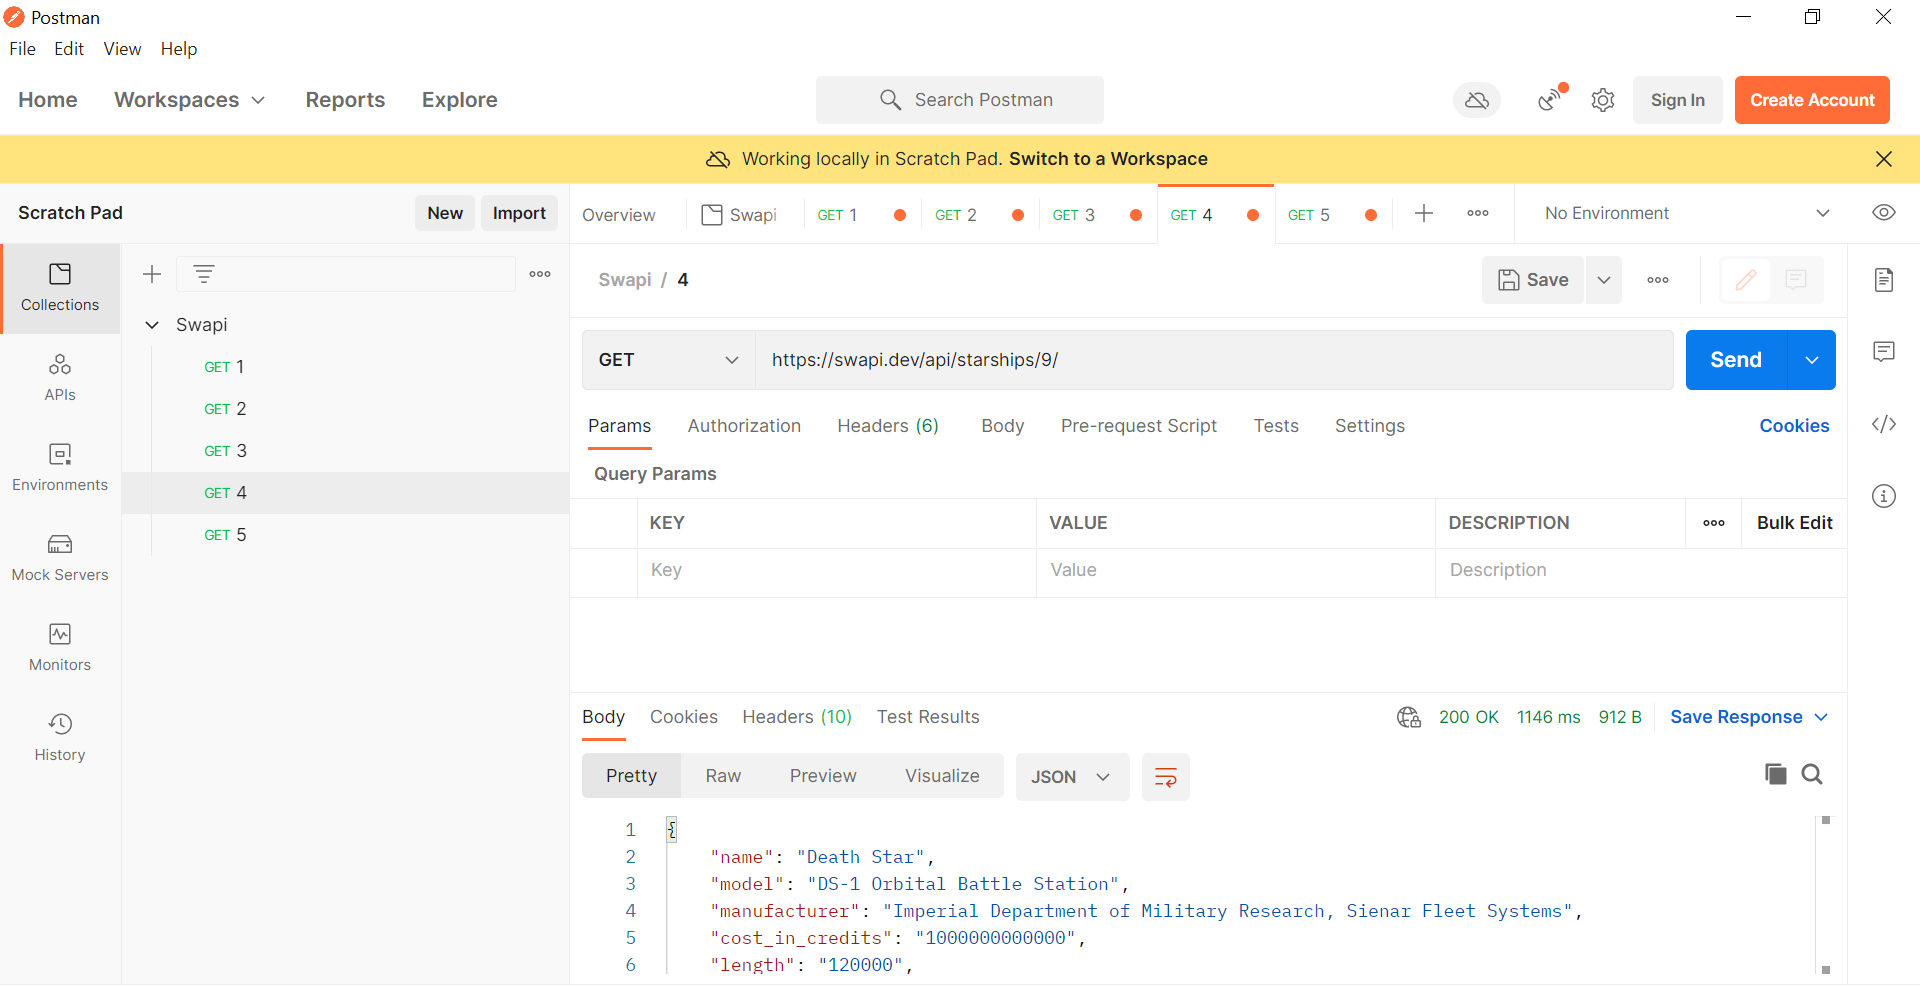 Postman
File Edit View Help
Home Workspaces Reports Explore Search Postman Sign In Create Account
Working locally in Scratch Pad. Switch to a Workspace
Scratch Pad New Import
Overview Swapi GET 1 GET 2 GET 3 GET 4 GET 5 No Environment
Collections
APIs
Environments
Mock Servers
Monitors
History
Swapi
GET 1
GET 2
GET 3
GET 4
GET 5
Swapi / 4 Save
GET https://swapi.dev/api/starships/9/ Send
Params Authorization Headers (6) Body Pre-request Script Tests Settings Cookies
Query Params
KEY VALUE DESCRIPTION Bulk Edit
Key Value Description
Body Cookies Headers (10) Test Results 200 OK 1146 ms 912 B Save Response
Pretty Raw Preview Visualize JSON
1 {
2 "name": "Death Star",
3 "model": "DS-1 Orbital Battle Station",
4 "manufacturer": "Imperial Department of Military Research, Sienar Fleet Systems",
5 "cost_in_credits": "1000000000000",
6 "length": "120000",